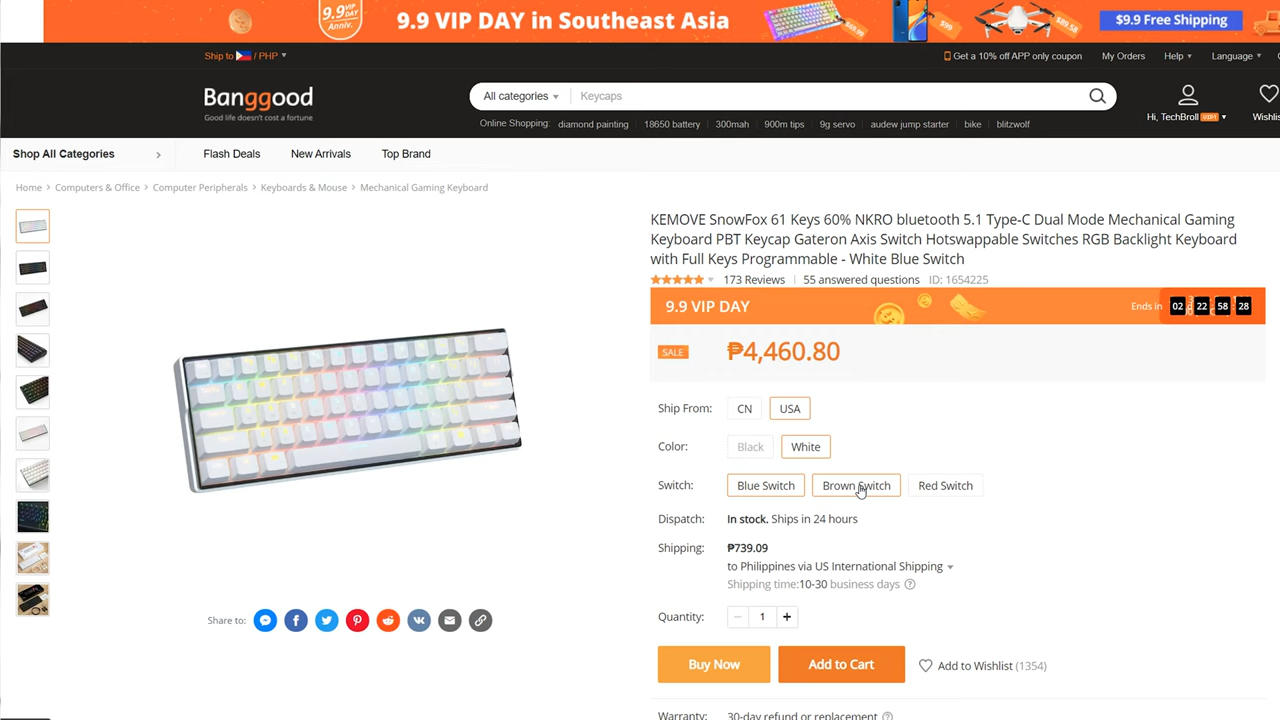 9.9 VIP DAY Anniv.
9.9 VIP DAY in Southeast Asia
$9.9 Free Shipping
Ship to / PHP
Get a 10% off APP only coupon
My Orders
Help
Language
Banggood
Good life doesn't cost a fortune
All categories
Keycaps
Hi, TechBroll VIP1
Wishlis
Online Shopping: diamond painting 18650 battery 300mah 900m tips 9g servo audew jump starter bike blitzwolf
Shop All Categories
Flash Deals
New Arrivals
Top Brand
Home > Computers & Office > Computer Peripherals > Keyboards & Mouse > Mechanical Gaming Keyboard
KEMOVE SnowFox 61 Keys 60% NKRO bluetooth 5.1 Type-C Dual Mode Mechanical Gaming
Keyboard PBT Keycap Gateron Axis Switch Hotswappable Switches RGB Backlight Keyboard
with Full Keys Programmable - White Blue Switch
173 Reviews | 55 answered questions ID: 1654225
9.9 VIP DAY
Ends in 02 : 22 : 58 : 28
SALE ₱4,460.80
Ship From: CN USA
Color: Black White
Switch: Blue Switch Brown Switch Red Switch
Dispatch: In stock. Ships in 24 hours
Shipping: ₱739.09
to Philippines via US International Shipping
Shipping time:10-30 business days
Quantity: − 1 +
Share to:
Buy Now
Add to Cart
Add to Wishlist (1354)
Warranty: 30-day refund or replacement